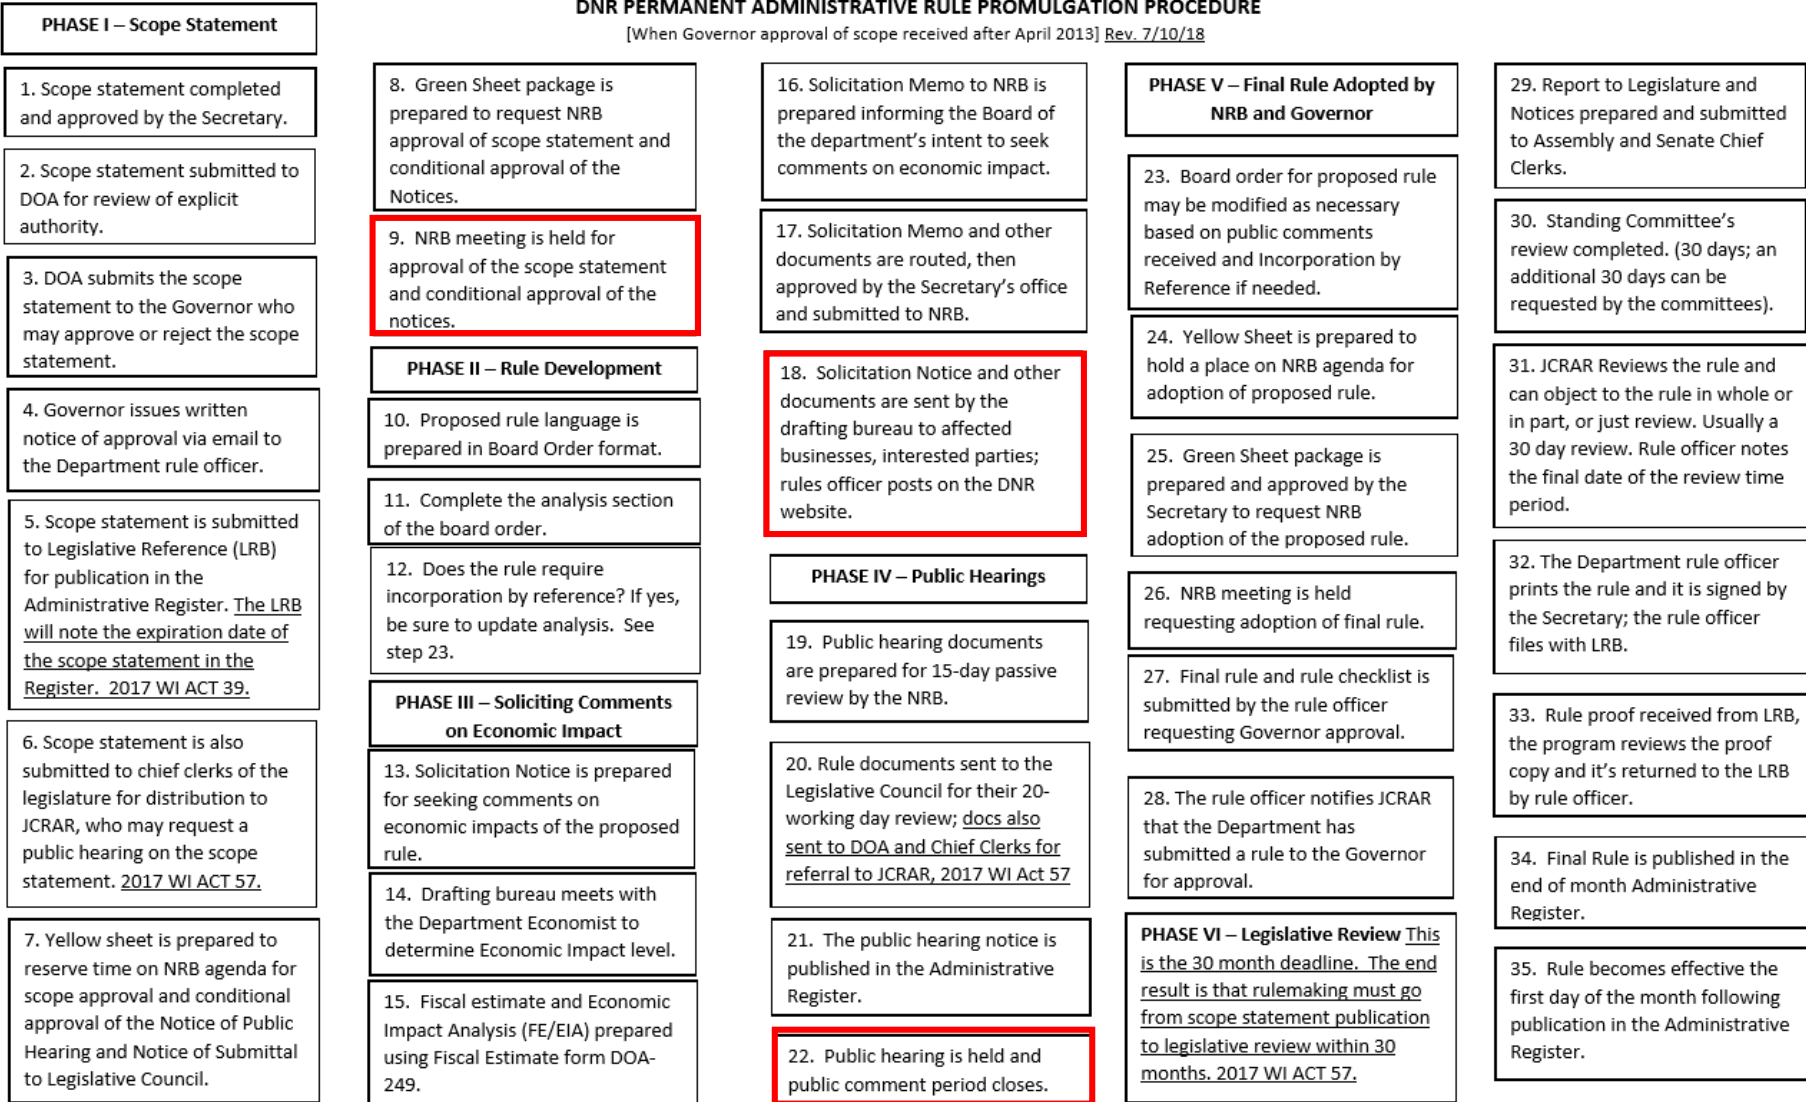 DNR PERMANENT ADMINISTRATIVE RULE PROMULGATION PROCEDURE
[When Governor approval of scope received after April 2013] Rev. 7/10/18
PHASE I – Scope Statement
1. Scope statement completed
and approved by the Secretary.
2. Scope statement submitted to
DOA for review of explicit
authority.
3. DOA submits the scope
statement to the Governor who
may approve or reject the scope
statement.
4. Governor issues written
notice of approval via email to
the Department rule officer.
5. Scope statement is submitted
to Legislative Reference (LRB)
for publication in the
Administrative Register. The LRB
will note the expiration date of
the scope statement in the
Register.  2017 WI ACT 39.
6. Scope statement is also
submitted to chief clerks of the
legislature for distribution to
JCRAR, who may request a
public hearing on the scope
statement. 2017 WI ACT 57.
7. Yellow sheet is prepared to
reserve time on NRB agenda for
scope approval and conditional
approval of the Notice of Public
Hearing and Notice of Submittal
to Legislative Council.
8.  Green Sheet package is
prepared to request NRB
approval of scope statement and
conditional approval of the
Notices.
9.  NRB meeting is held for
approval of the scope statement
and conditional approval of the
notices.
PHASE II – Rule Development
10.  Proposed rule language is
prepared in Board Order format.
11.  Complete the analysis section
of the board order.
12.  Does the rule require
incorporation by reference? If yes,
be sure to update analysis.  See
step 23.
PHASE III – Soliciting Comments
on Economic Impact
13. Solicitation Notice is prepared
for seeking comments on
economic impacts of the proposed
rule.
14.  Drafting bureau meets with
the Department Economist to
determine Economic Impact level.
15.  Fiscal estimate and Economic
Impact Analysis (FE/EIA) prepared
using Fiscal Estimate form DOA-
249.
16. Solicitation Memo to NRB is
prepared informing the Board of
the department's intent to seek
comments on economic impact.
17. Solicitation Memo and other
documents are routed, then
approved by the Secretary's office
and submitted to NRB.
18.  Solicitation Notice and other
documents are sent by the
drafting bureau to affected
businesses, interested parties;
rules officer posts on the DNR
website.
PHASE IV – Public Hearings
19.  Public hearing documents
are prepared for 15-day passive
review by the NRB.
20. Rule documents sent to the
Legislative Council for their 20-
working day review; docs also
sent to DOA and Chief Clerks for
referral to JCRAR, 2017 WI Act 57
21.  The public hearing notice is
published in the Administrative
Register.
22.  Public hearing is held and
public comment period closes.
PHASE V – Final Rule Adopted by
NRB and Governor
23.  Board order for proposed rule
may be modified as necessary
based on public comments
received and Incorporation by
Reference if needed.
24.  Yellow Sheet is prepared to
hold a place on NRB agenda for
adoption of proposed rule.
25.  Green Sheet package is
prepared and approved by the
Secretary to request NRB
adoption of the proposed rule.
26.  NRB meeting is held
requesting adoption of final rule.
27.  Final rule and rule checklist is
submitted by the rule officer
requesting Governor approval.
28. The rule officer notifies JCRAR
that the Department has
submitted a rule to the Governor
for approval.
PHASE VI – Legislative Review This
is the 30 month deadline.  The end
result is that rulemaking must go
from scope statement publication
to legislative review within 30
months. 2017 WI ACT 57.
29. Report to Legislature and
Notices prepared and submitted
to Assembly and Senate Chief
Clerks.
30.  Standing Committee's
review completed. (30 days; an
additional 30 days can be
requested by the committees).
31. JCRAR Reviews the rule and
can object to the rule in whole or
in part, or just review. Usually a
30 day review. Rule officer notes
the final date of the review time
period.
32. The Department rule officer
prints the rule and it is signed by
the Secretary; the rule officer
files with LRB.
33.  Rule proof received from LRB,
the program reviews the proof
copy and it's returned to the LRB
by rule officer.
34.  Final Rule is published in the
end of month Administrative
Register.
35.  Rule becomes effective the
first day of the month following
publication in the Administrative
Register.